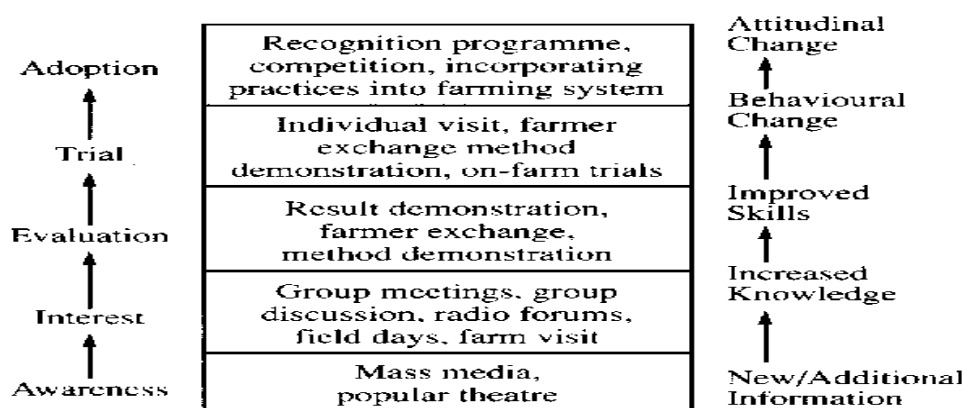 Adoption
Trial
Evaluation
Interest
Awareness
Recognition programme,
competition, incorporating
practices into farming system
Individual visit, farmer
exchange method
demonstration, on-farm trials
Result demonstration,
farmer exchange,
method demonstration
Group meetings, group
discussion, radio forums,
field days, farm visit
Mass media,
popular theatre
Attitudinal
Change
Behavioural
Change
Improved
Skills
Increased
Knowledge
New/Additional
Information